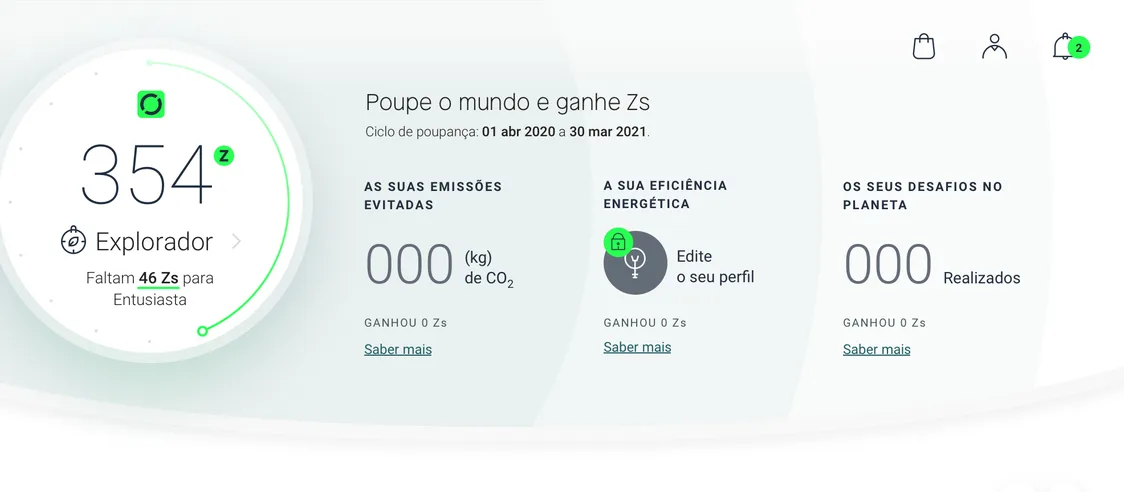 2
354 Z
Explorador
Faltam 46 Zs para
Entusiasta
Poupe o mundo e ganhe Zs
Ciclo de poupança: 01 abr 2020 a 30 mar 2021.
AS SUAS EMISSÕES
EVITADAS
000 (kg)
de CO₂
GANHOU 0 Zs
Saber mais
A SUA EFICIÊNCIA
ENERGÉTICA
Edite
o seu perfil
GANHOU 0 Zs
Saber mais
OS SEUS DESAFIOS NO
PLANETA
000 Realizados
GANHOU 0 Zs
Saber mais